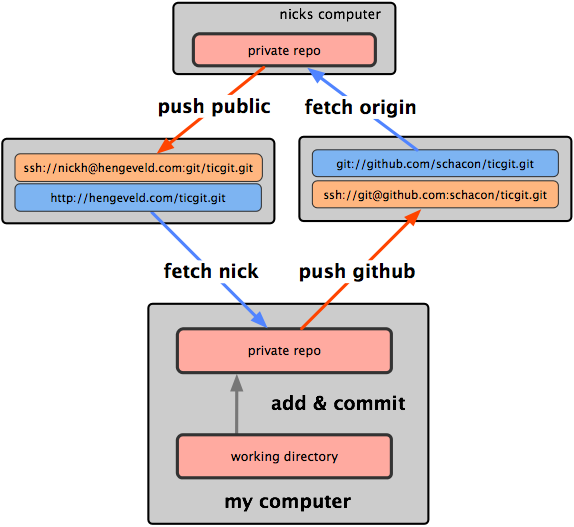 nicks computer
private repo
push public
fetch origin
ssh://nickh@hengeveld.com:git/ticgit.git
http://hengeveld.com/ticgit.git
git://github.com/schacon/ticgit.git
ssh://git@github.com:schacon/ticgit.git
fetch nick
push github
private repo
add & commit
working directory
my computer